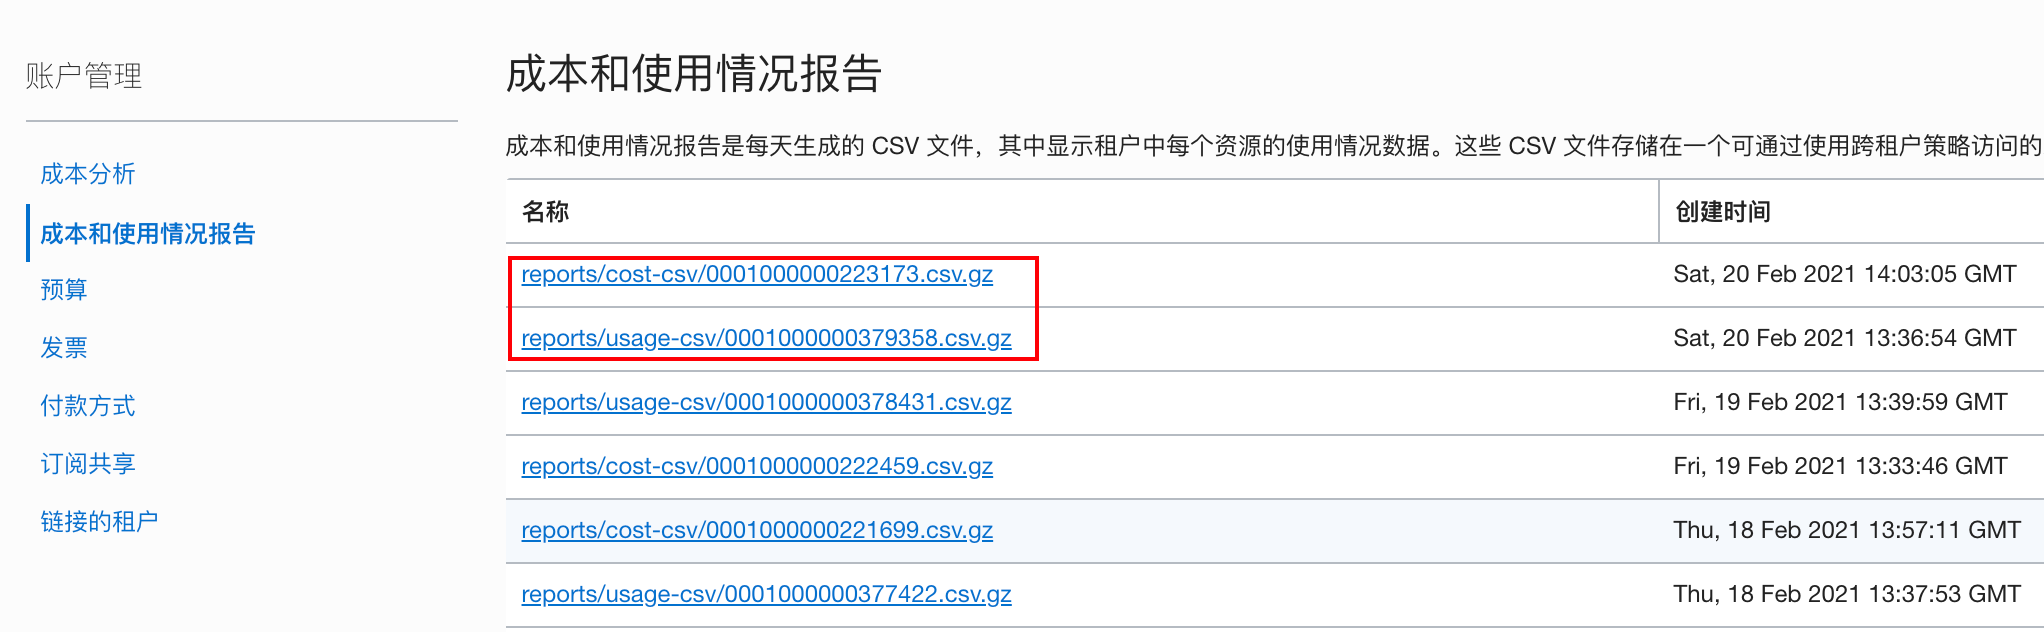 账户管理
成本分析
成本和使用情况报告
预算
发票
付款方式
订阅共享
链接的租户
成本和使用情况报告
成本和使用情况报告是每天生成的 CSV 文件，其中显示租户中每个资源的使用情况数据。这些 CSV 文件存储在一个可通过使用跨租户策略访问的
名称 创建时间
reports/cost-csv/0001000000223173.csv.gz Sat, 20 Feb 2021 14:03:05 GMT
reports/usage-csv/0001000000379358.csv.gz Sat, 20 Feb 2021 13:36:54 GMT
reports/usage-csv/0001000000378431.csv.gz Fri, 19 Feb 2021 13:39:59 GMT
reports/cost-csv/0001000000222459.csv.gz Fri, 19 Feb 2021 13:33:46 GMT
reports/cost-csv/0001000000221699.csv.gz Thu, 18 Feb 2021 13:57:11 GMT
reports/usage-csv/0001000000377422.csv.gz Thu, 18 Feb 2021 13:37:53 GMT